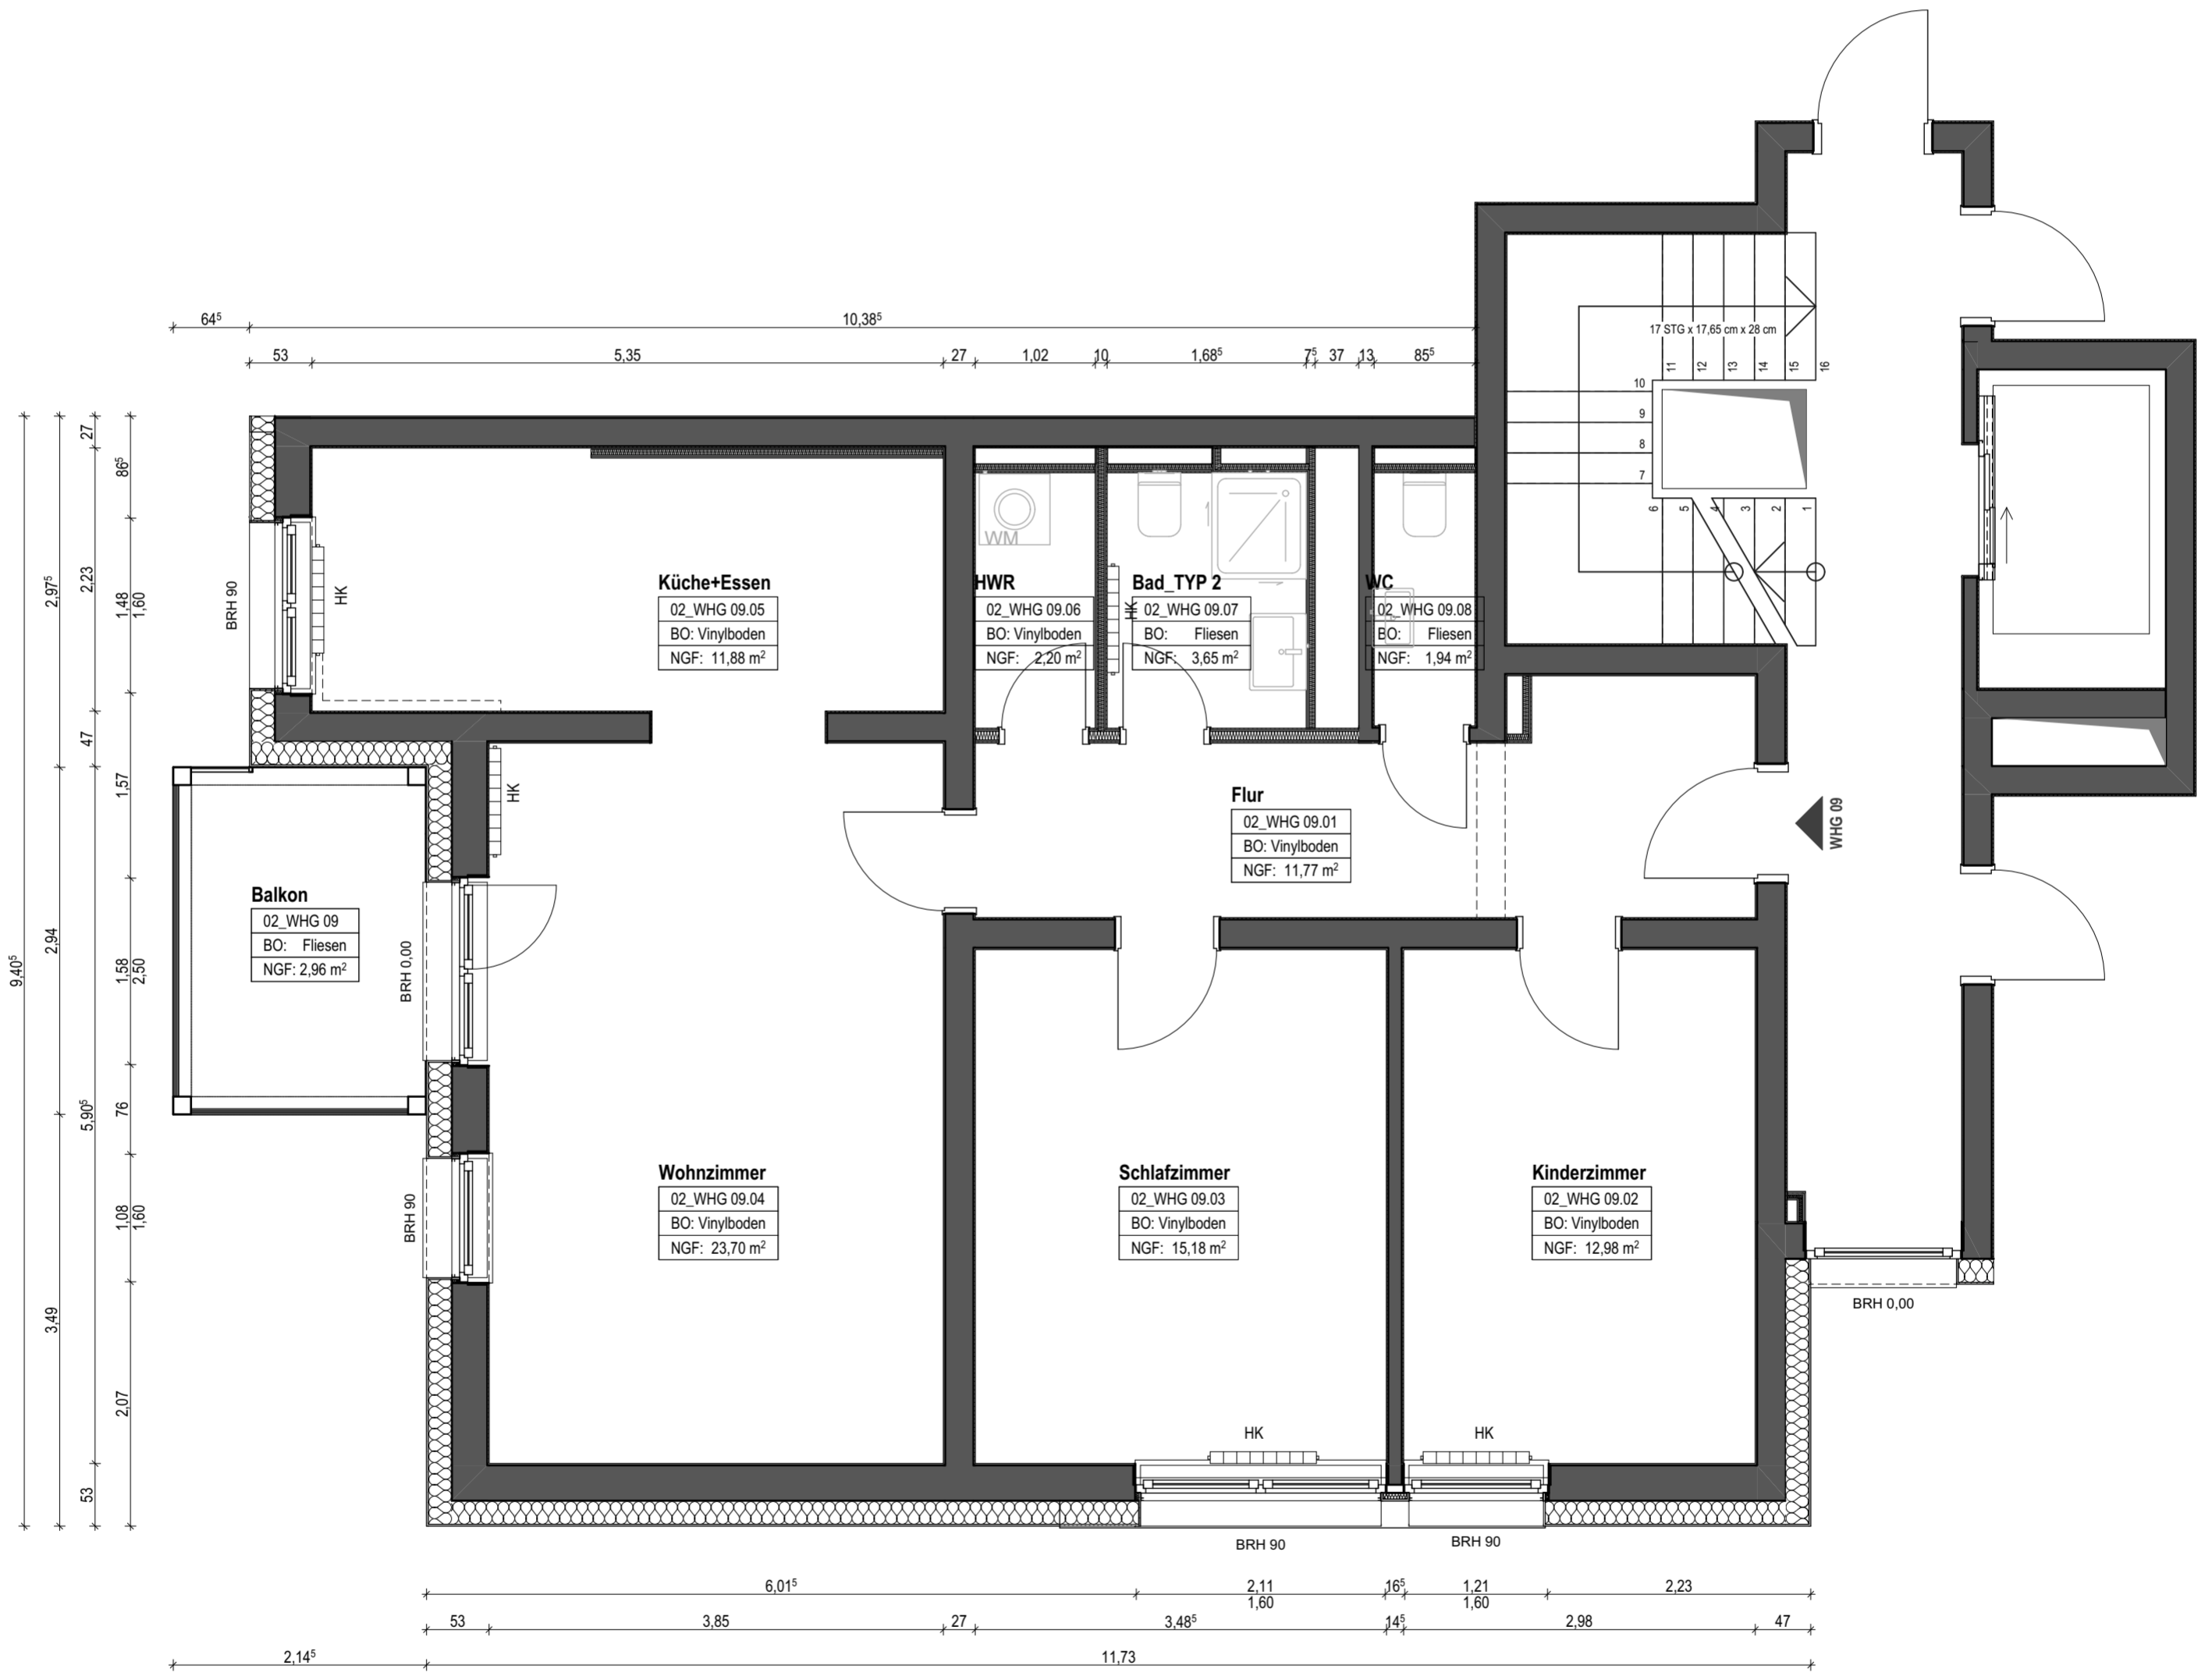 64⁵
10,38⁵
53
5,35
27
1,02
10
1,68⁵
7⁵
37
13
85⁵
17 STG x 17,65 cm x 28 cm
11
12
13
14
15
16
10
9
8
7
6
5
4
3
2
1
9,40⁵
2,97⁵
2,94
3,49
27
2,23
47
5,90⁵
53
86⁵
1,48
1,60
1,57
1,58
2,50
76
1,08
1,60
2,07
BRH 90
HK
Küche+Essen
02_WHG 09.05
BO: Vinylboden
NGF: 11,88 m²
WM
HWR
02_WHG 09.06
BO: Vinylboden
NGF: 2,20 m²
HK
Bad_TYP 2
02_WHG 09.07
BO: Fliesen
NGF: 3,65 m²
WC
02_WHG 09.08
BO: Fliesen
NGF: 1,94 m²
HK
Flur
02_WHG 09.01
BO: Vinylboden
NGF: 11,77 m²
WHG 09
Balkon
02_WHG 09
BO: Fliesen
NGF: 2,96 m²
BRH 0,00
BRH 90
Wohnzimmer
02_WHG 09.04
BO: Vinylboden
NGF: 23,70 m²
Schlafzimmer
02_WHG 09.03
BO: Vinylboden
NGF: 15,18 m²
Kinderzimmer
02_WHG 09.02
BO: Vinylboden
NGF: 12,98 m²
BRH 0,00
HK
HK
BRH 90
BRH 90
6,01⁵
2,11
1,60
16⁵
1,21
1,60
2,23
53
3,85
27
3,48⁵
14⁵
2,98
47
2,14⁵
11,73